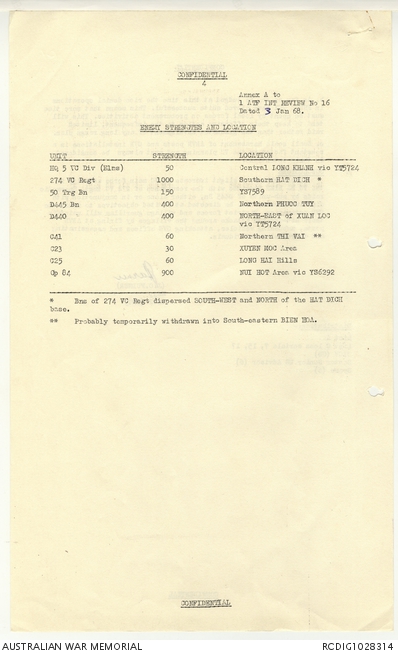 CONFIDENTIAL
4
Annex A to
1 ATF INT REVIEW No 16
Dated 3 Jan 68.
ENEMY STRENGTHS AND LOCATION
UNIT STRENGTH LOCATION
HQ 5 VC Div (Elms) 50 Central LONG KHANH vic YT5724
274 VC Regt 1000 Southern HAT DICH *
50 Trg Bn 150 YS7589
D445 Bn 400 Northern PHUOC TUY
D440 400 NORTH-EAST of XUAN LOC
vic YT5724
C41 60 Northern THI VAI **
C23 30 XUYEN MOC Area
C25 60 LONG HAI Hills
Gp 84 900 NUI HOT Area vic YS6292
* Bns of 274 VC Regt dispersed SOUTH-WEST and NORTH of the HAT DICH
base.
** Probably temporarily withdrawn into South-eastern BIEN HOA.
CONFIDENTIAL
AUSTRALIAN WAR MEMORIAL RCDIG1028314